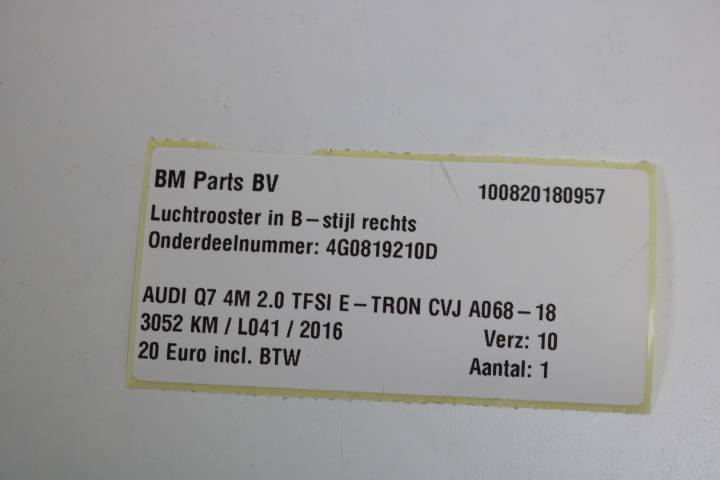 BM Parts BV 100820180957
Luchtrooster in B-stijl rechts
Onderdeelnummer: 4G0819210D
AUDI Q7 4M 2.0 TFSI E-TRON CVJ A068-18
3052 KM / L041 / 2016 Verz: 10
20 Euro incl. BTW Aantal: 1